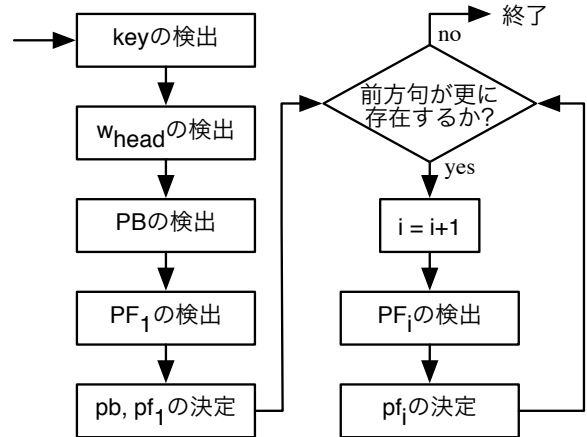 keyの検出
w_headの検出
PBの検出
PF_1の検出
pb, pf_1の決定
終了
no
前方句が更に
存在するか?
yes
i = i+1
PF_iの検出
pf_iの決定